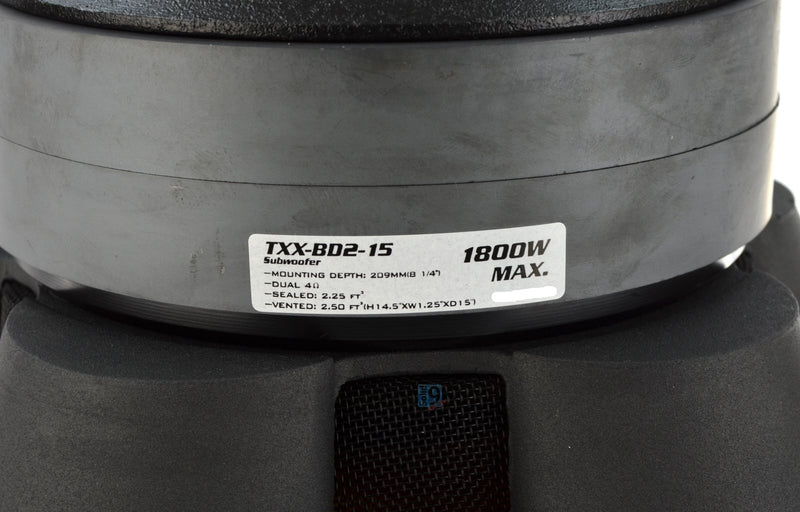 TXX-BD2-15
Subwoofer
1800W
MAX.
-MOUNTING DEPTH: 209MM(8 1/4")
-DUAL 4Ω
-SEALED: 2.25 FT³
-VENTED: 2.50 FT³(H14.5"XW1.25"XD15")